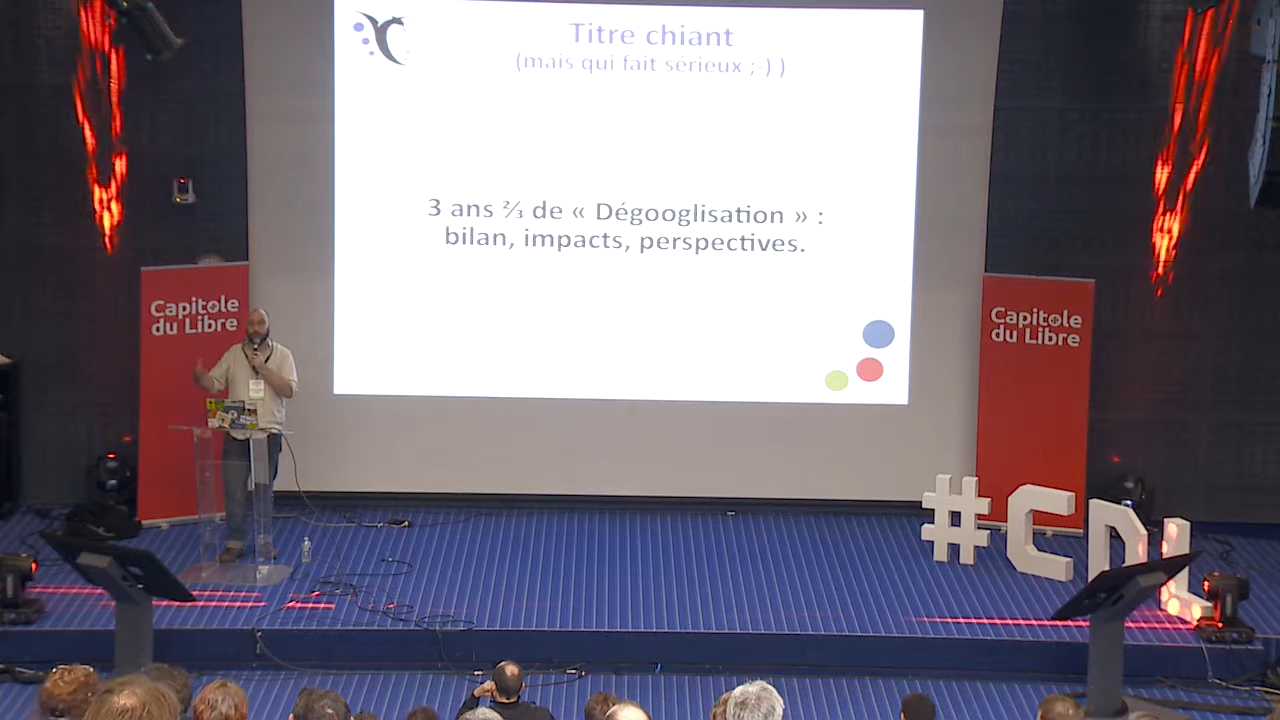 Titre chiant
(mais qui fait sérieux ;-) )
3 ans ⅔ de « Dégooglisation » :
bilan, impacts, perspectives.
Capitole
du Libre
Capitole
du Libre
#CDL